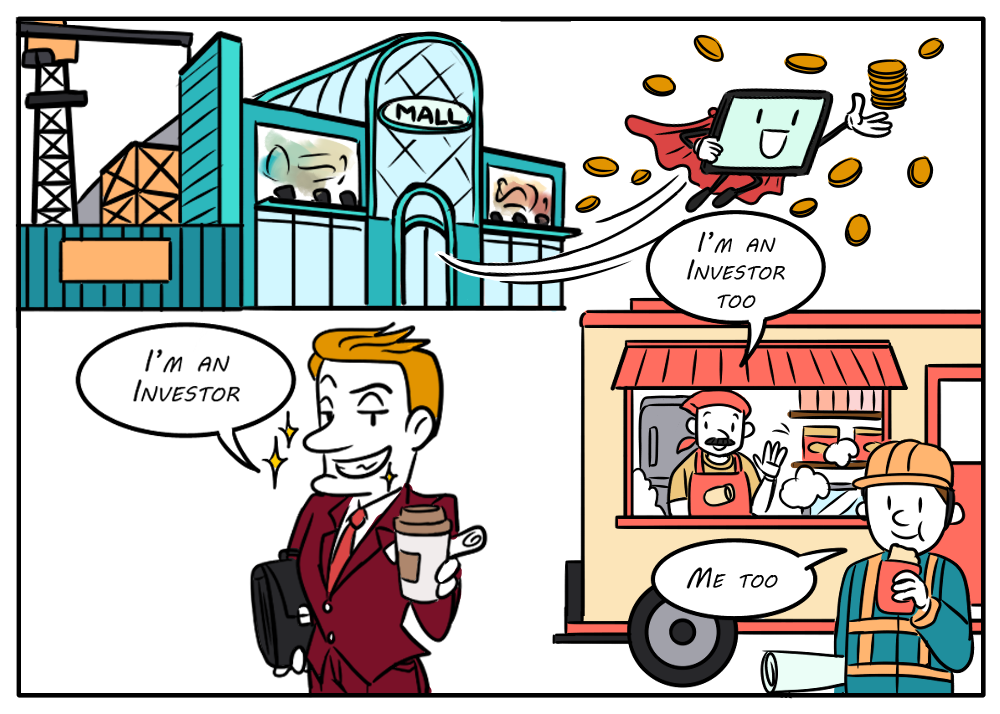 MALL
I'M AN
INVESTOR
TOO
I'M AN
INVESTOR
ME TOO